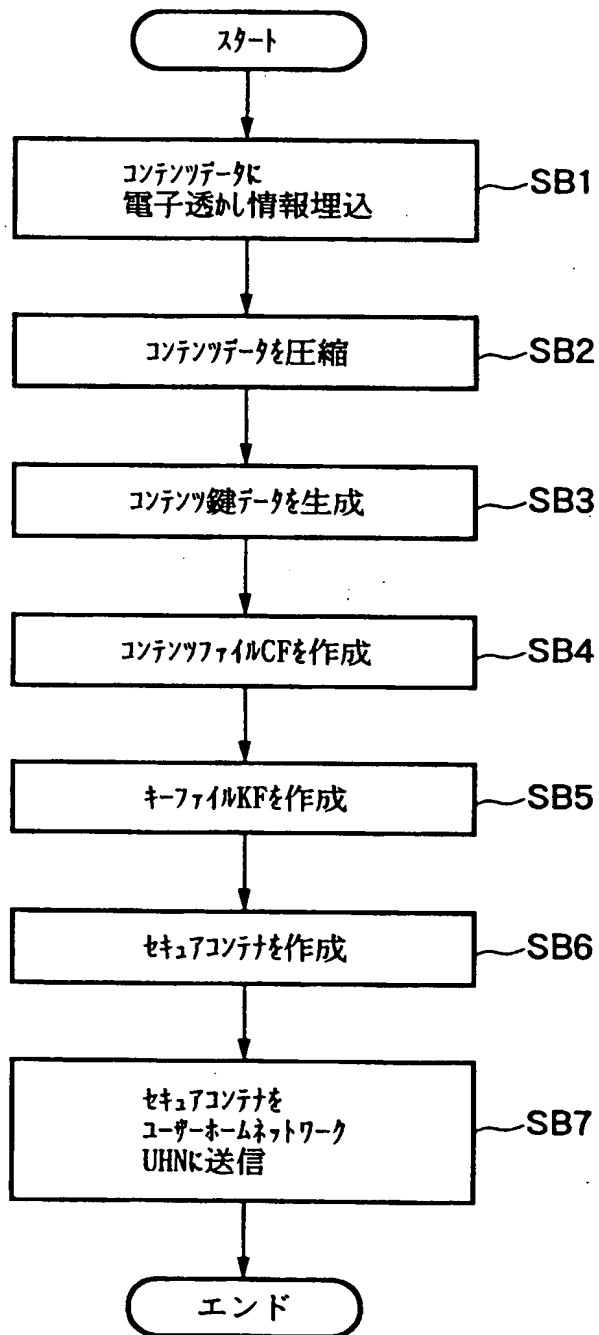 スタート
コンテンツデータに
電子透かし情報埋込
SB1
コンテンツデータを圧縮
SB2
コンテンツ鍵データを生成
SB3
コンテンツファイルCFを作成
SB4
キーファイルKFを作成
SB5
セキュアコンテナを作成
SB6
セキュアコンテナを
ユーザーホームネットワーク
UHNに送信
SB7
エンド